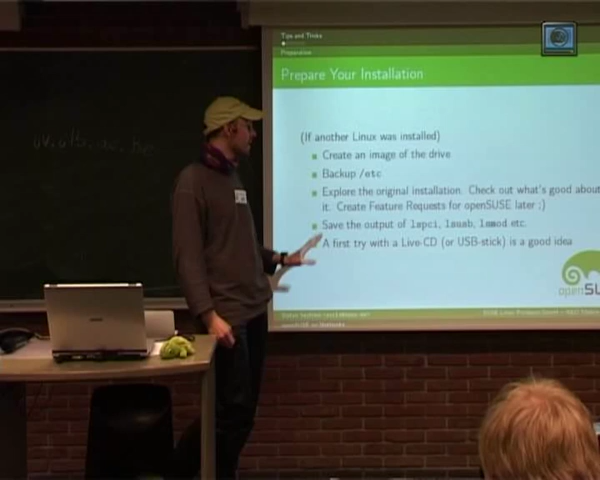 Tips and Tricks
Preparation
Prepare Your Installation
(If another Linux was installed)
Create an image of the drive
Backup /etc
Explore the original installation. Check out what's good about
it. Create Feature Requests for openSUSE later ;)
Save the output of lspci, lsusb, lsmod etc.
A first try with a Live-CD (or USB-stick) is a good idea
openSU